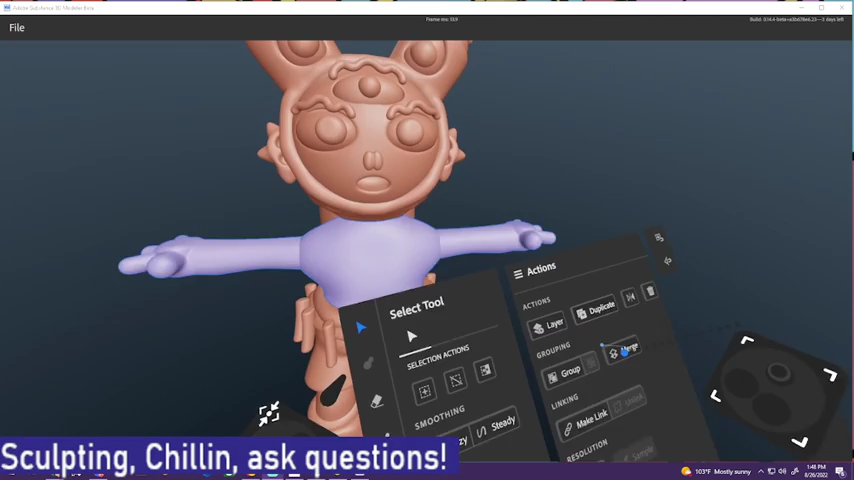 Adobe Substance 3D Modeler Beta
File
Select Tool
SELECTION ACTIONS
SMOOTHING
Steady
Actions
ACTIONS
Layer
Duplicate
GROUPING
Group
Merge
LINKING
Make Link
Unlink
RESOLUTION
Sculpting, Chillin, ask questions!
103°F Mostly sunny
1:48 PM
8/26/2022